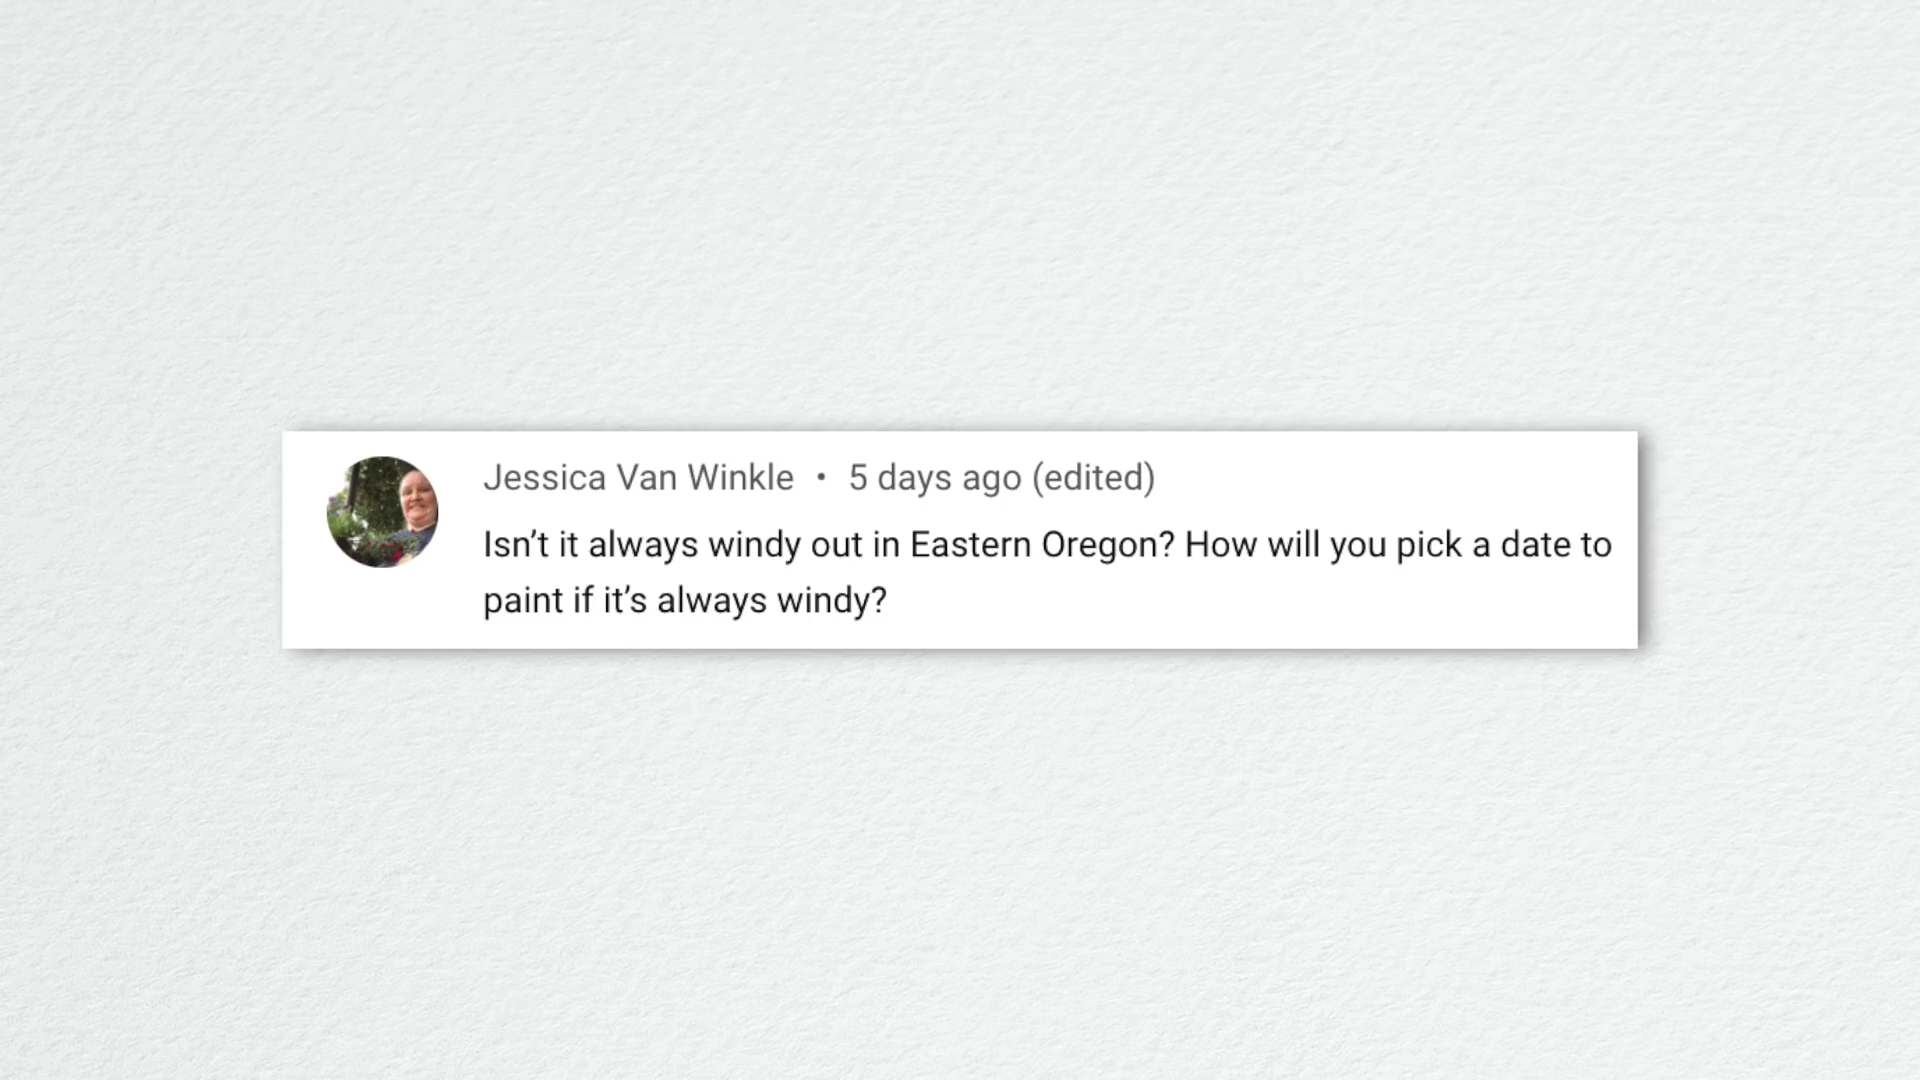 Jessica Van Winkle • 5 days ago (edited)
Isn’t it always windy out in Eastern Oregon? How will you pick a date to
paint if it’s always windy?